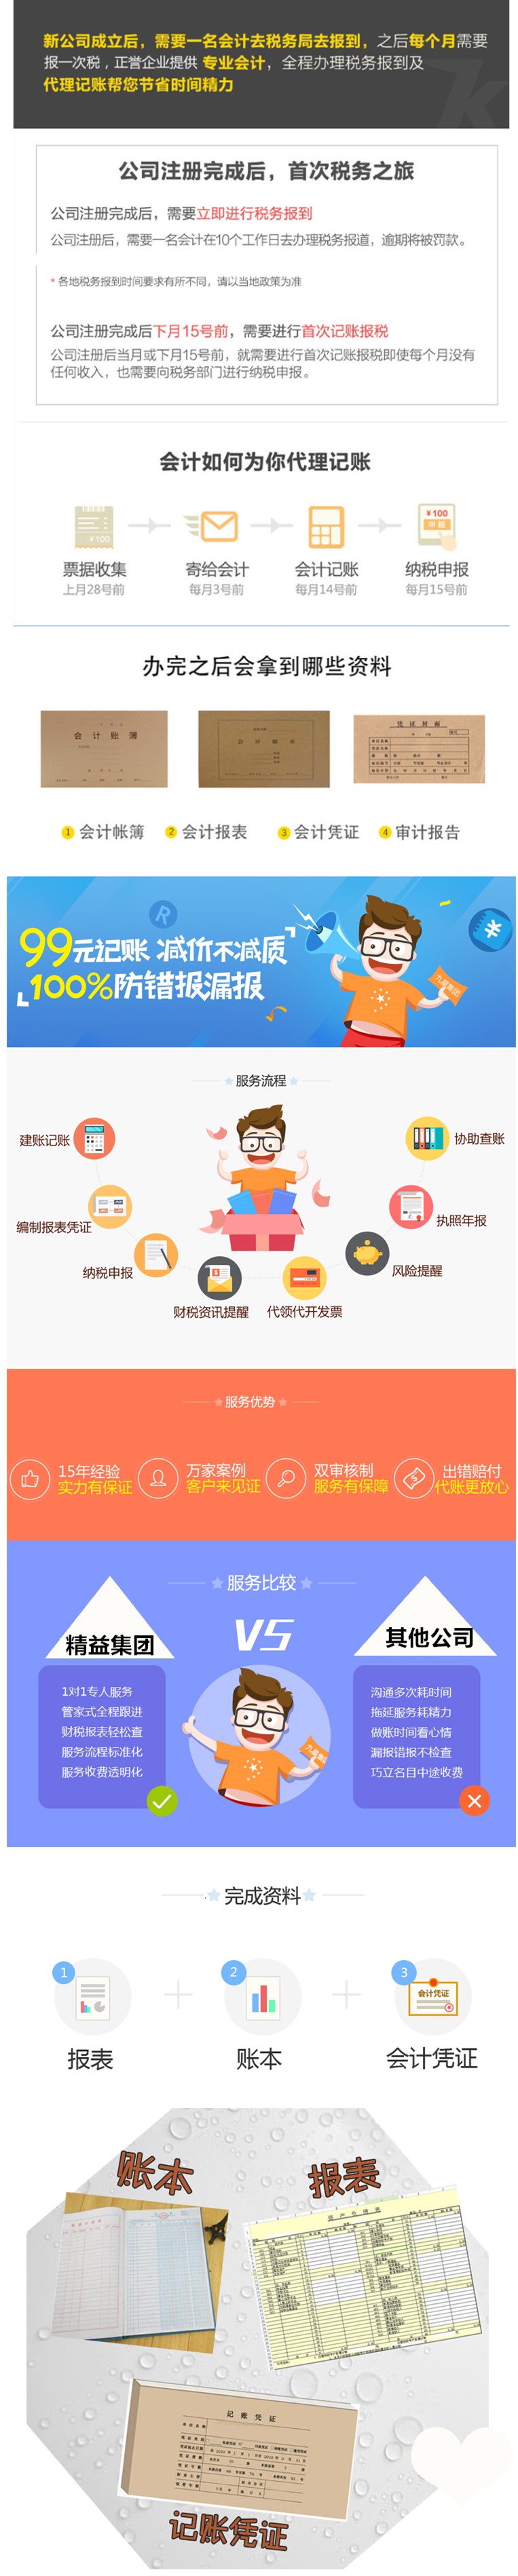 新公司成立后，需要一名会计去税务局去报到，之后每个月需要
报一次税，正誉企业提供 专业会计，全程办理税务报到及
代理记账帮您节省时间精力
公司注册完成后，首次税务之旅
公司注册完成后，需要立即进行税务报到
公司注册后，需要一名会计在10个工作日去办理税务报道，逾期将被罚款。
* 各地税务报到时间要求有所不同，请以当地政策为准
公司注册完成后下月15号前，需要进行首次记账报税
公司注册后当月或下月15号前，就需要进行首次记账报税即使每个月没有
任何收入，也需要向税务部门进行纳税申报。
会计如何为你代理记账
¥100
¥100
申报
票据收集
寄给会计
会计记账
纳税申报
上月28号前
每月3号前
每月14号前
每月15号前
办完之后会拿到哪些资料
会 计 账 簿
凭 证 封 面
1 会计帐簿
2 会计报表
3 会计凭证
4 审计报告
R
99元记账 减价不减质
100%防错报漏报
九星集团
服务流程
建账记账
协助查账
编制报表凭证
执照年报
纳税申报
风险提醒
财税资讯提醒
代领代开发票
服务优势
15年经验
实力有保证
万家案例
客户来见证
双审核制
服务有保障
出错赔付
代账更放心
服务比较
精益集团
VS
其他公司
1对1专人服务
管家式全程跟进
财税报表轻松查
服务流程标准化
服务收费透明化
沟通多次耗时间
拖延服务耗精力
做账时间看心情
漏报错报不检查
巧立名目中途收费
完成资料
1
2
3
会计凭证
报表
账本
会计凭证
账本
报表
记 账 凭 证
记账凭证